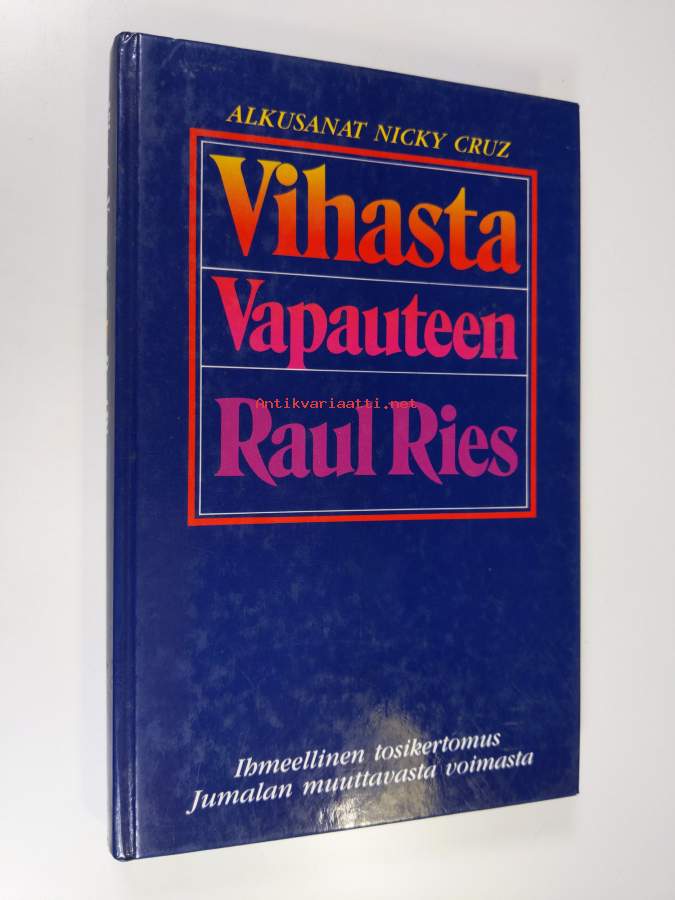 ALKUSANAT NICKY CRUZ
Vihasta
Vapauteen
Antikvariaatti.net
Raul Ries
Ihmeellinen tosikertomus
Jumalan muuttavasta voimasta